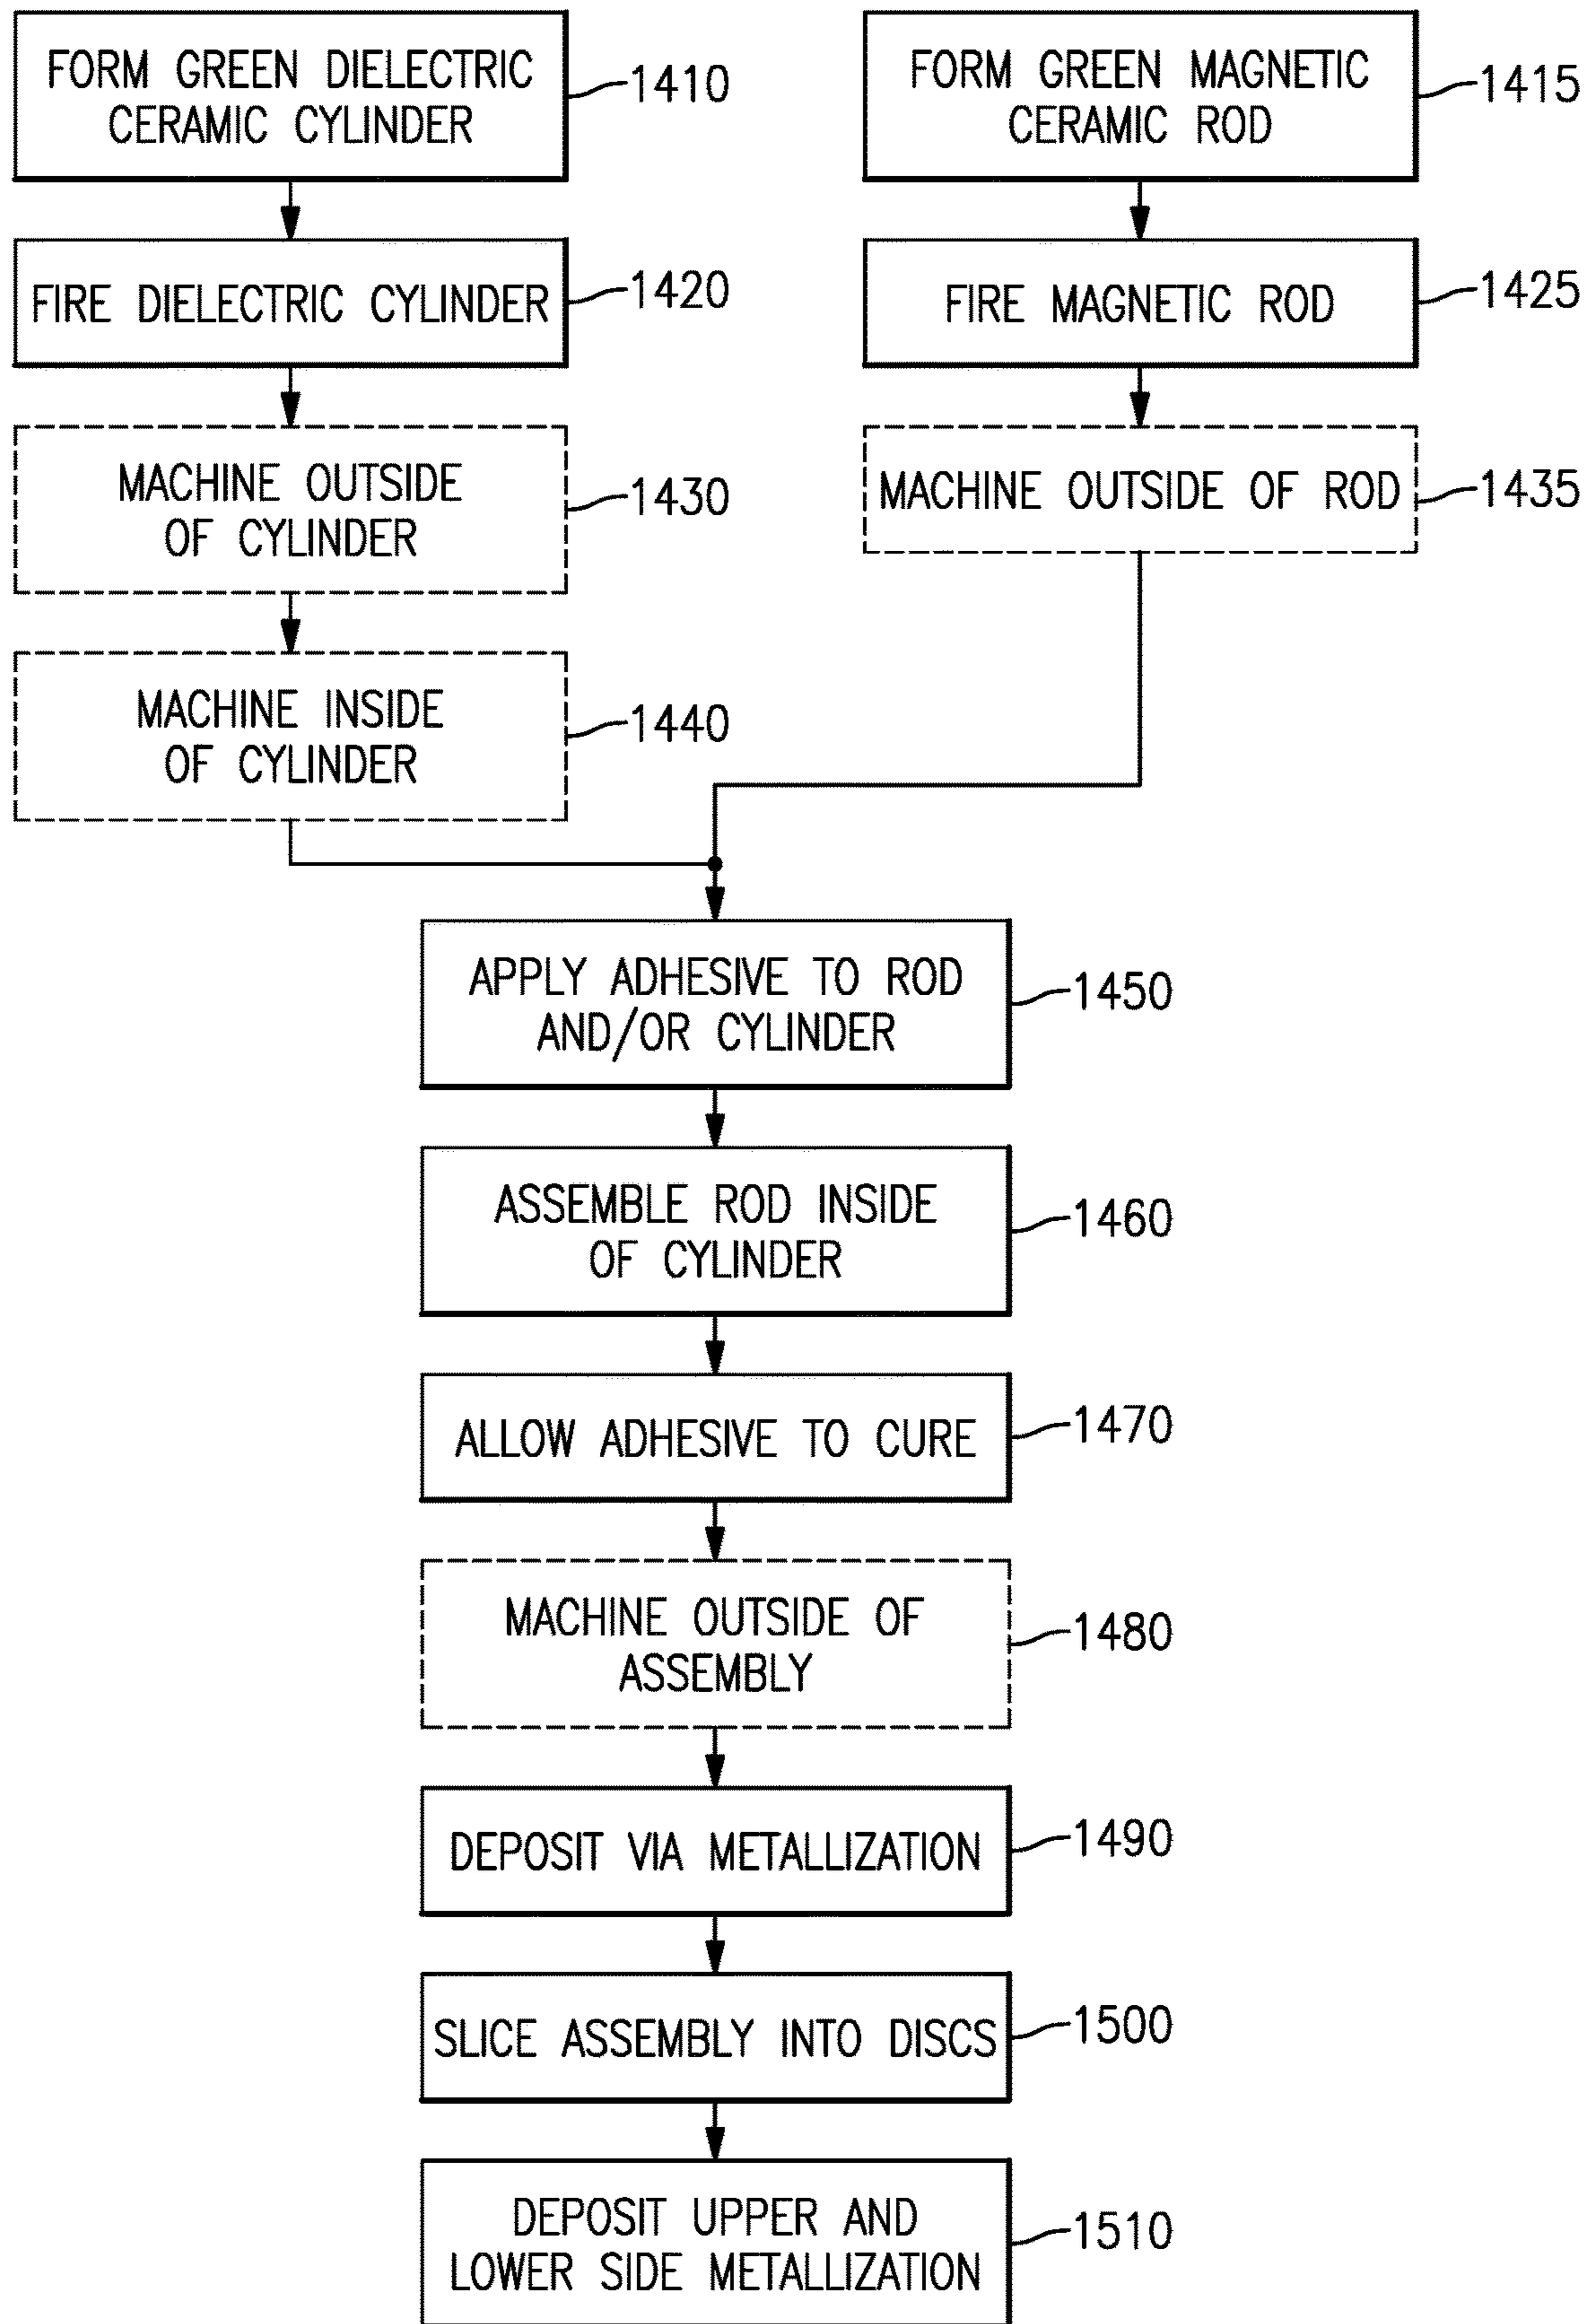 FORM GREEN DIELECTRIC
CERAMIC CYLINDER
1410
FORM GREEN MAGNETIC
CERAMIC ROD
1415
FIRE DIELECTRIC CYLINDER
1420
FIRE MAGNETIC ROD
1425
MACHINE OUTSIDE
OF CYLINDER
1430
MACHINE OUTSIDE OF ROD
1435
MACHINE INSIDE
OF CYLINDER
1440
APPLY ADHESIVE TO ROD
AND/OR CYLINDER
1450
ASSEMBLE ROD INSIDE
OF CYLINDER
1460
ALLOW ADHESIVE TO CURE
1470
MACHINE OUTSIDE OF
ASSEMBLY
1480
DEPOSIT VIA METALLIZATION
1490
SLICE ASSEMBLY INTO DISCS
1500
DEPOSIT UPPER AND
LOWER SIDE METALLIZATION
1510